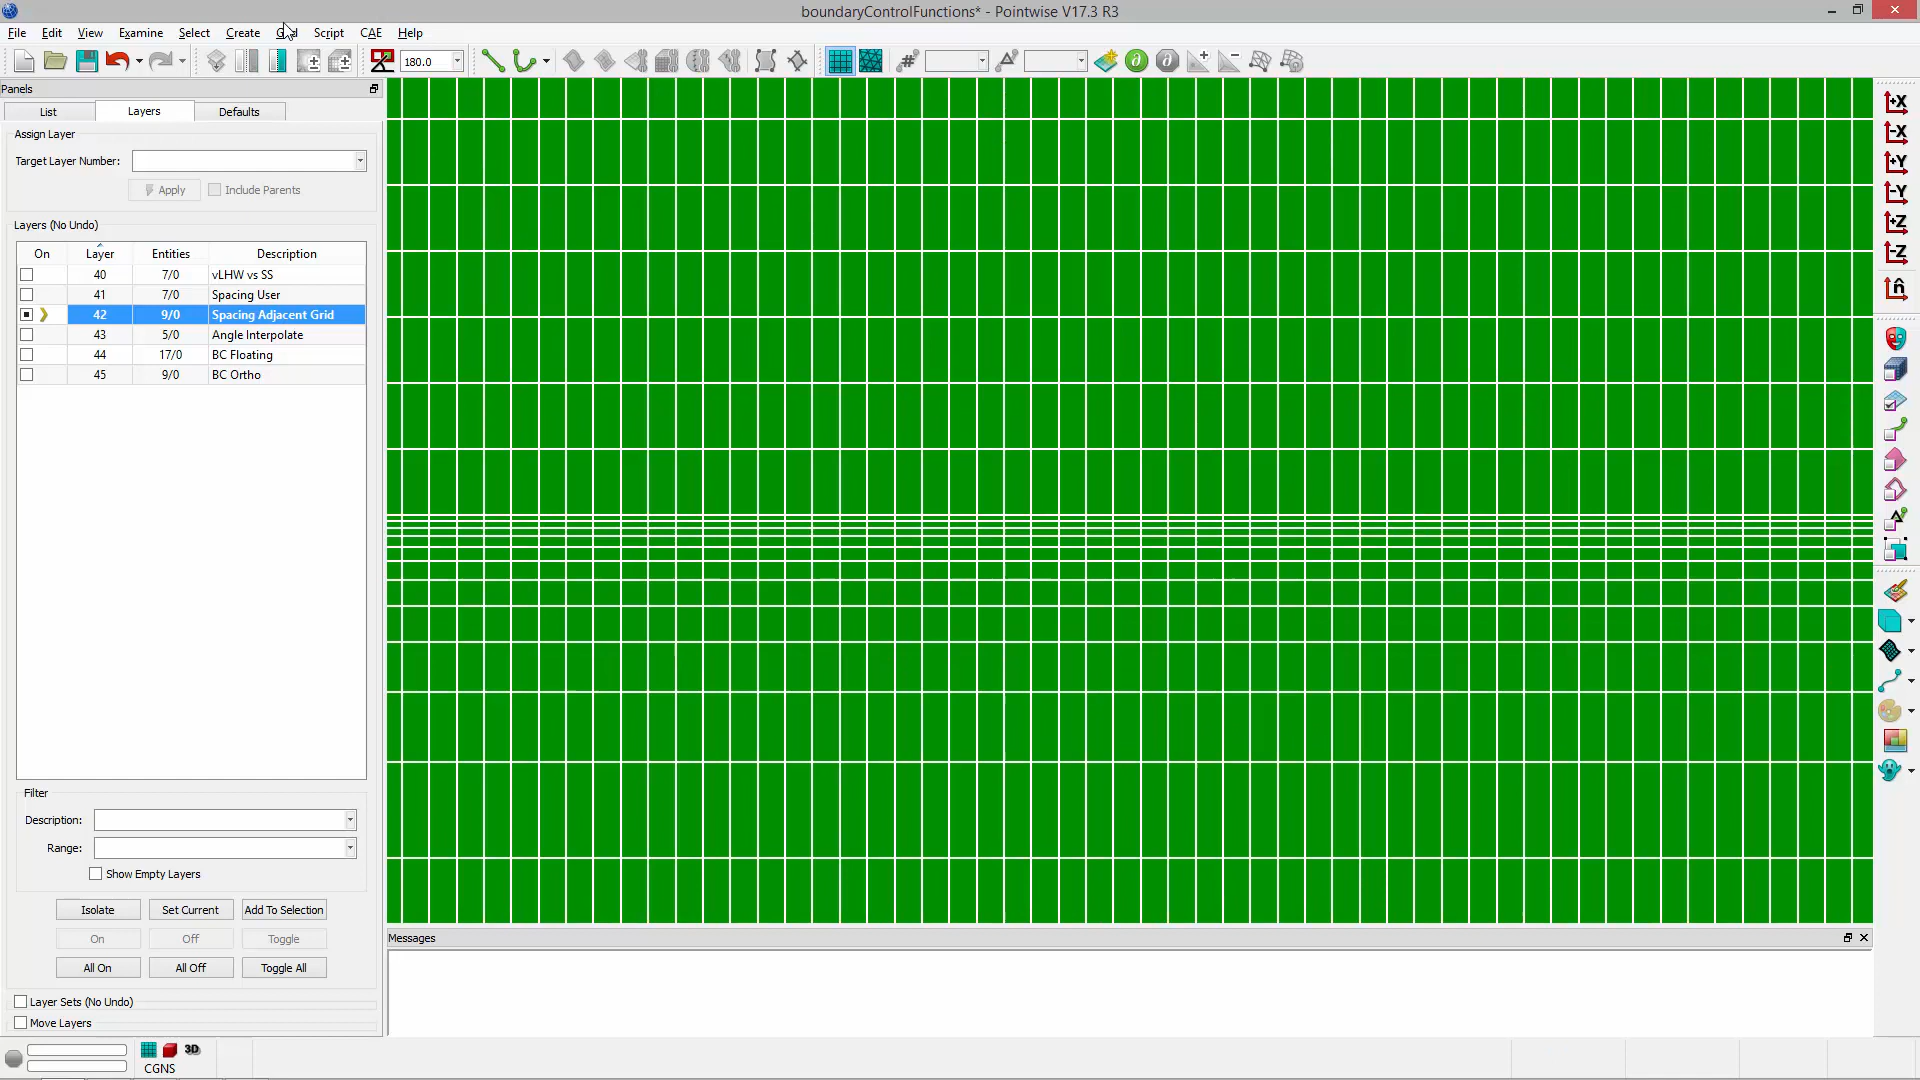 boundaryControlFunctions* - Pointwise V17.3 R3
File Edit View Examine Select Create Script CAE Help
180.0
Panels
List Layers Defaults
Assign Layer
Target Layer Number:
Apply Include Parents
Layers (No Undo)
On Layer Entities Description
40 7/0 vLHW vs SS
41 7/0 Spacing User
42 9/0 Spacing Adjacent Grid
43 5/0 Angle Interpolate
44 17/0 BC Floating
45 9/0 BC Ortho
Filter
Description:
Range:
Show Empty Layers
Isolate Set Current Add To Selection
On Off Toggle
All On All Off Toggle All
Layer Sets (No Undo)
Move Layers
Messages
3D
CGNS
+X
-X
+Y
-Y
+Z
-Z
n̂